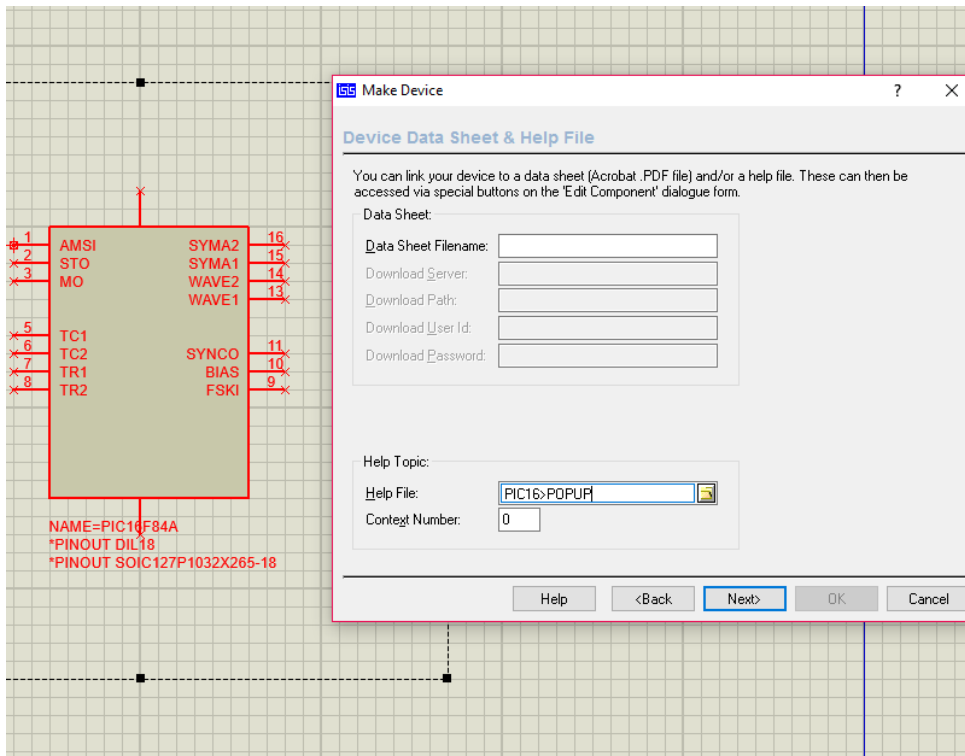 1 AMSI SYMA2 16
2 STO SYMA1 15
3 MO WAVE2 14
WAVE1 13
5 TC1
6 TC2 SYNCO 11
7 TR1 BIAS 10
8 TR2 FSKI 9
NAME=PIC16F84A
*PINOUT DIL18
*PINOUT SOIC127P1032X265-18
ISIS Make Device ?
Device Data Sheet & Help File
You can link your device to a data sheet (Acrobat .PDF file) and/or a help file. These can then be
accessed via special buttons on the 'Edit Component' dialogue form.
Data Sheet:
Data Sheet Filename:
Download Server:
Download Path:
Download User Id:
Download Password:
Help Topic:
Help File: PIC16>POPUP
Context Number: 0
Help <Back Next> OK Cancel